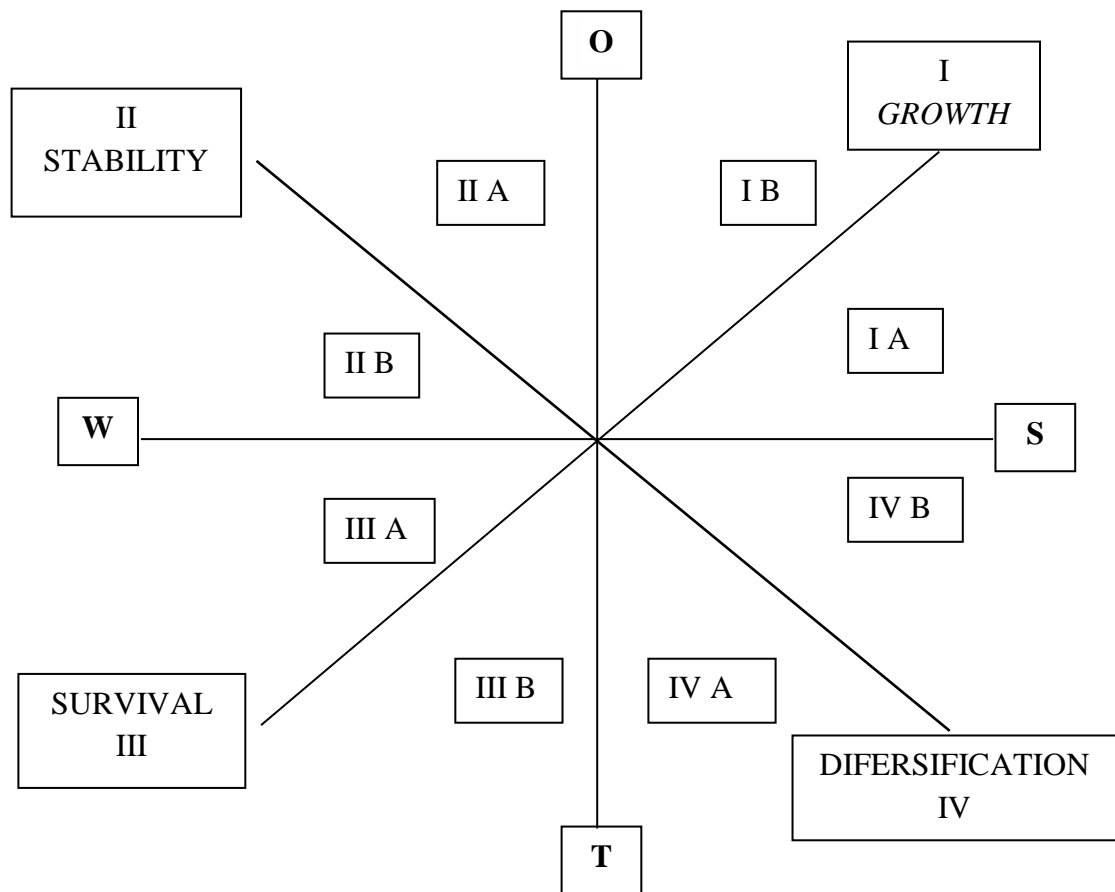 O
I
GROWTH
II
STABILITY
II A
I B
I A
II B
W
S
IV B
III A
III B
IV A
SURVIVAL
III
DIFERSIFICATION
IV
T